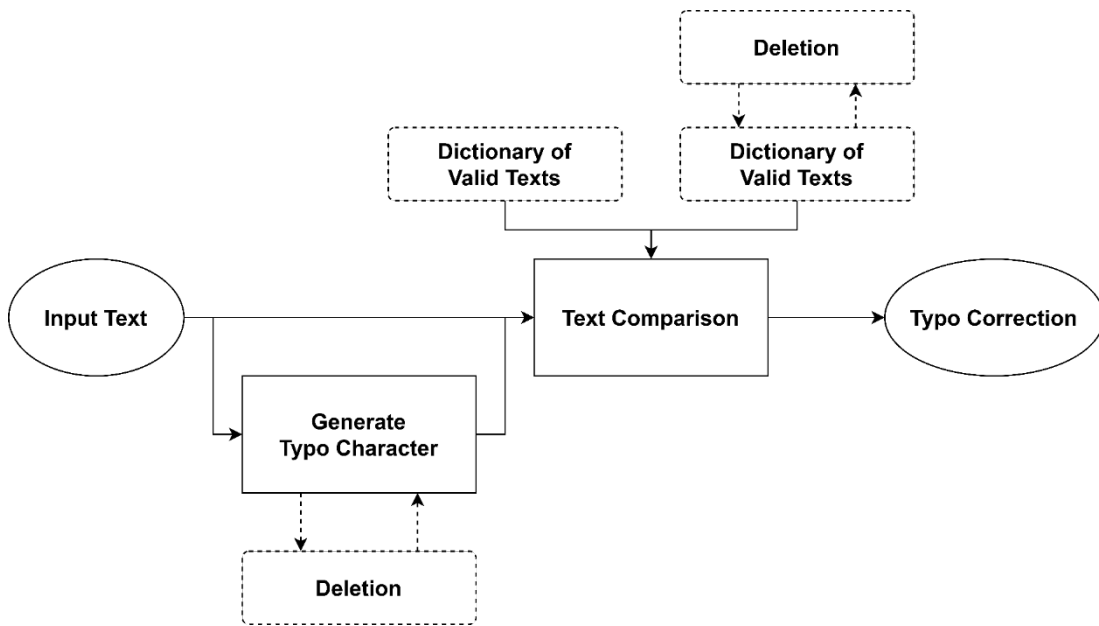 Deletion
Dictionary of
Valid Texts
Dictionary of
Valid Texts
Input Text
Text Comparison
Typo Correction
Generate
Typo Character
Deletion